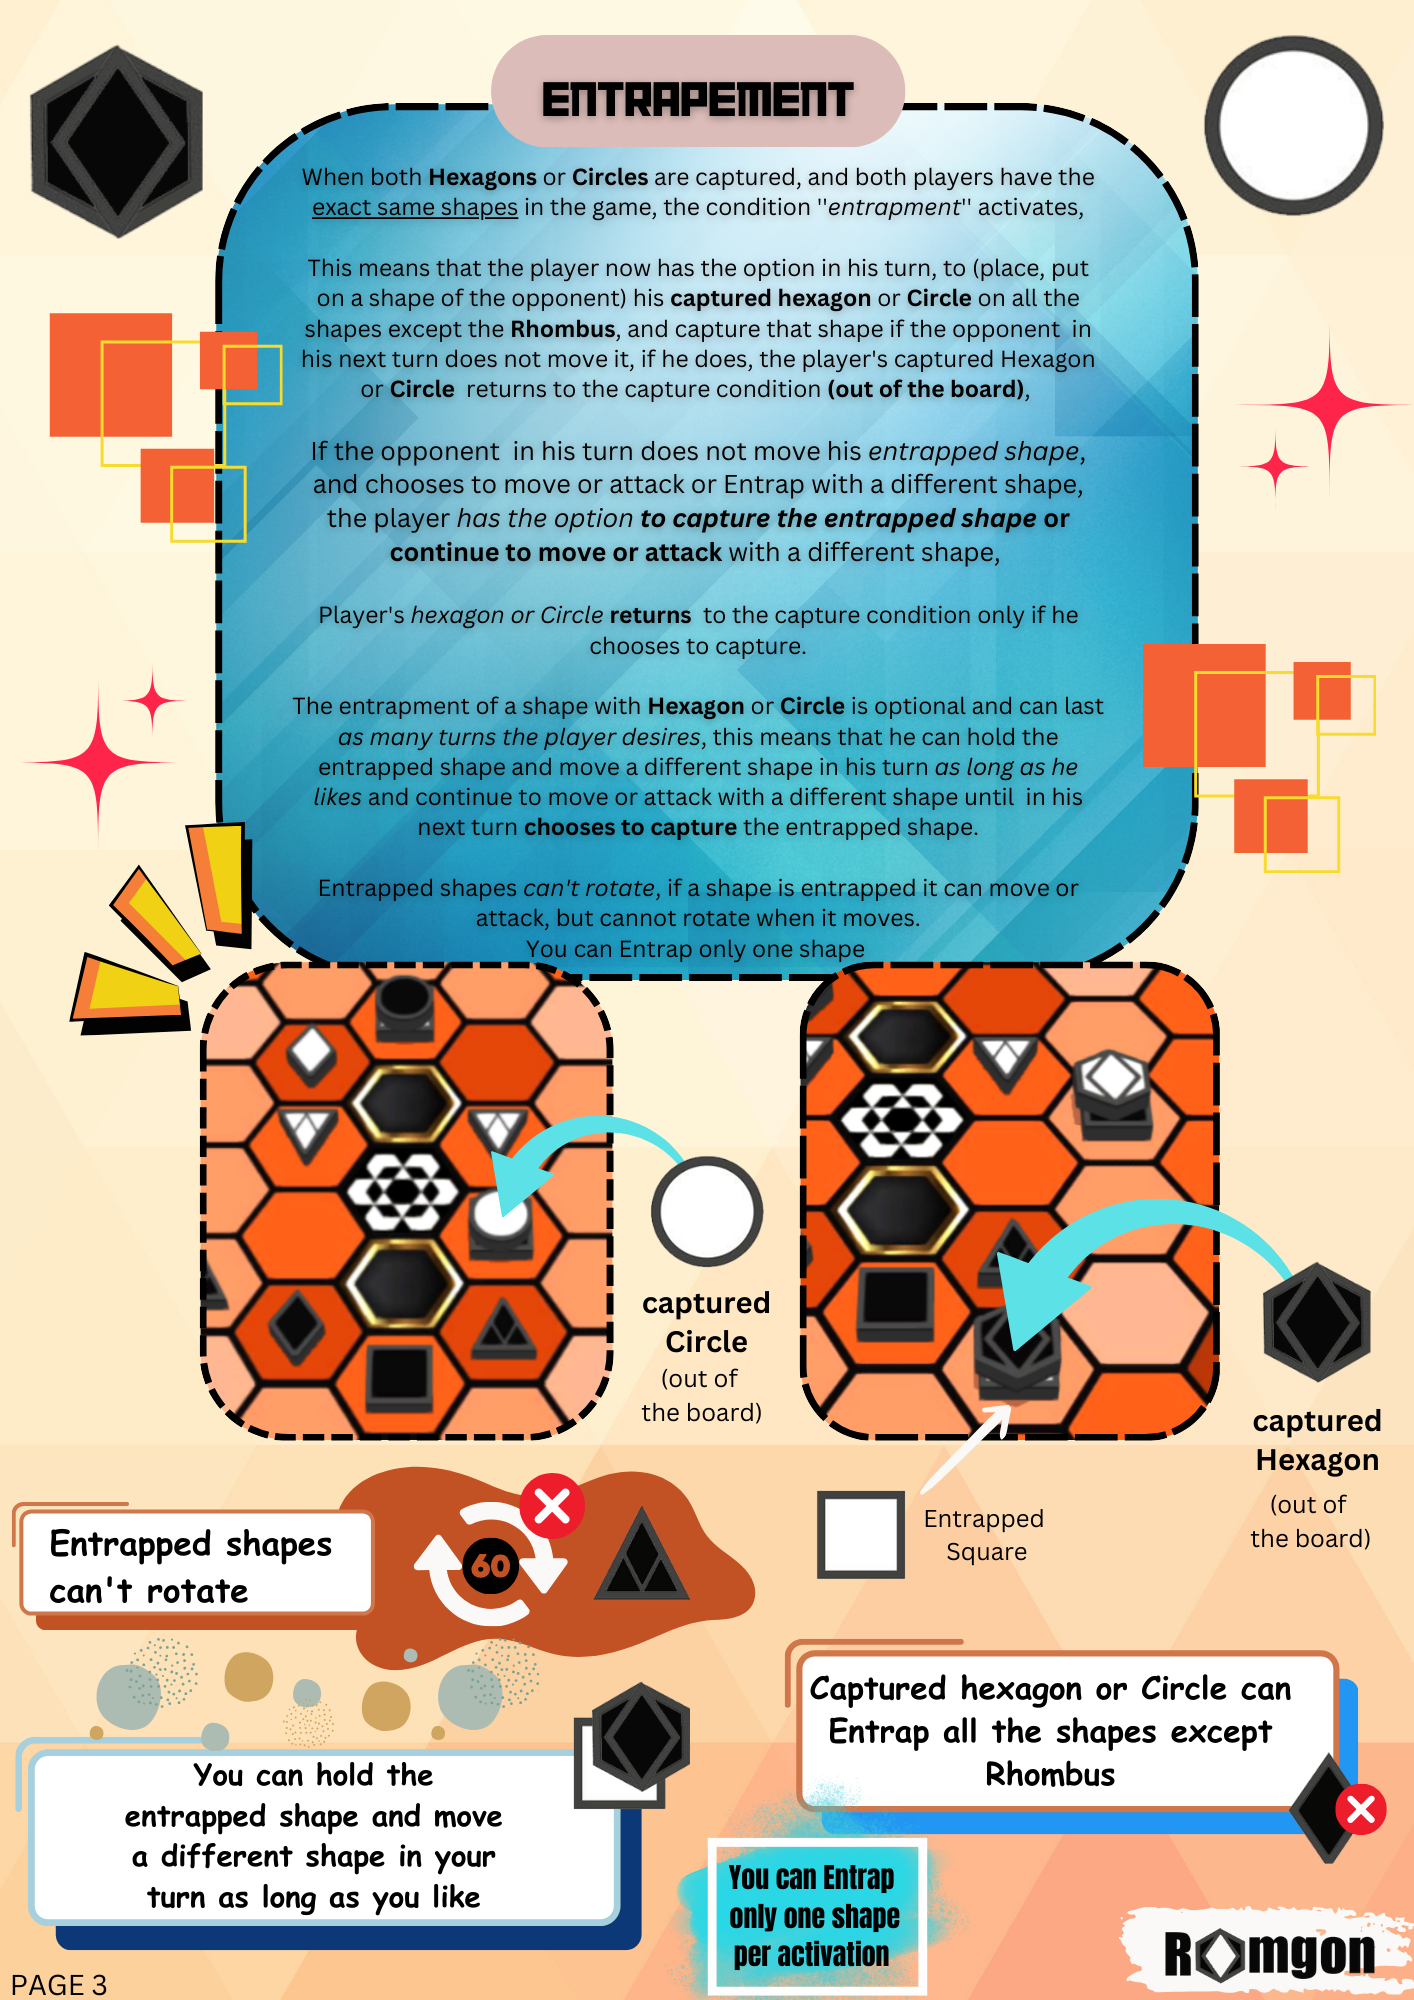 ENTRAPEMENT
When both Hexagons or Circles are captured, and both players have the
exact same shapes in the game, the condition "entrapment" activates,
This means that the player now has the option in his turn, to (place, put
on a shape of the opponent) his captured hexagon or Circle on all the
shapes except the Rhombus, and capture that shape if the opponent in
his next turn does not move it, if he does, the player's captured Hexagon
or Circle returns to the capture condition (out of the board),
If the opponent in his turn does not move his entrapped shape,
and chooses to move or attack or Entrap with a different shape,
the player has the option to capture the entrapped shape or
continue to move or attack with a different shape,
Player's hexagon or Circle returns to the capture condition only if he
chooses to capture.
The entrapment of a shape with Hexagon or Circle is optional and can last
as many turns the player desires, this means that he can hold the
entrapped shape and move a different shape in his turn as long as he
likes and continue to move or attack with a different shape until in his
next turn chooses to capture the entrapped shape.
Entrapped shapes can't rotate, if a shape is entrapped it can move or
attack, but cannot rotate when it moves.
You can Entrap only one shape
captured
Circle
(out of
the board)
captured
Hexagon
(out of
the board)
Entrapped
Square
Entrapped shapes
can't rotate
60
Captured hexagon or Circle can
Entrap all the shapes except
Rhombus
You can hold the
entrapped shape and move
a different shape in your
turn as long as you like
You can Entrap
only one shape
per activation
Romgon
PAGE 3